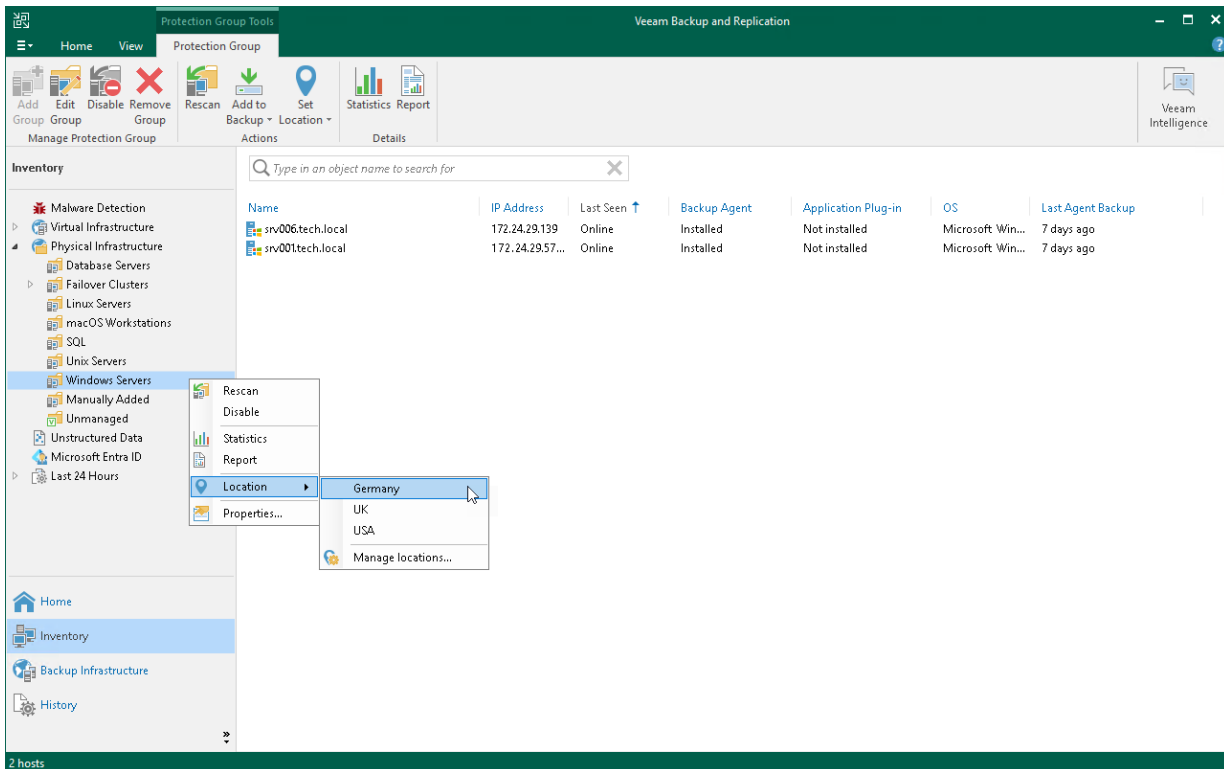 Protection Group Tools
Veeam Backup and Replication
Home View Protection Group
Add Group
Edit Group
Disable
Remove Group
Rescan
Add to Backup
Set Location
Statistics
Report
Veeam Intelligence
Manage Protection Group
Actions
Details
Inventory
Type in an object name to search for
Malware Detection
Virtual Infrastructure
Physical Infrastructure
Database Servers
Failover Clusters
Linux Servers
macOS Workstations
SQL
Unix Servers
Windows Servers
Manually Added
Unmanaged
Unstructured Data
Microsoft Entra ID
Last 24 Hours
Name IP Address Last Seen Backup Agent Application Plug-in OS Last Agent Backup
srv006.tech.local 172.24.29.139 Online Installed Not installed Microsoft Win... 7 days ago
srv001.tech.local 172.24.29.57... Online Installed Not installed Microsoft Win... 7 days ago
Rescan
Disable
Statistics
Report
Location
Properties...
Germany
UK
USA
Manage locations...
Home
Inventory
Backup Infrastructure
History
2 hosts